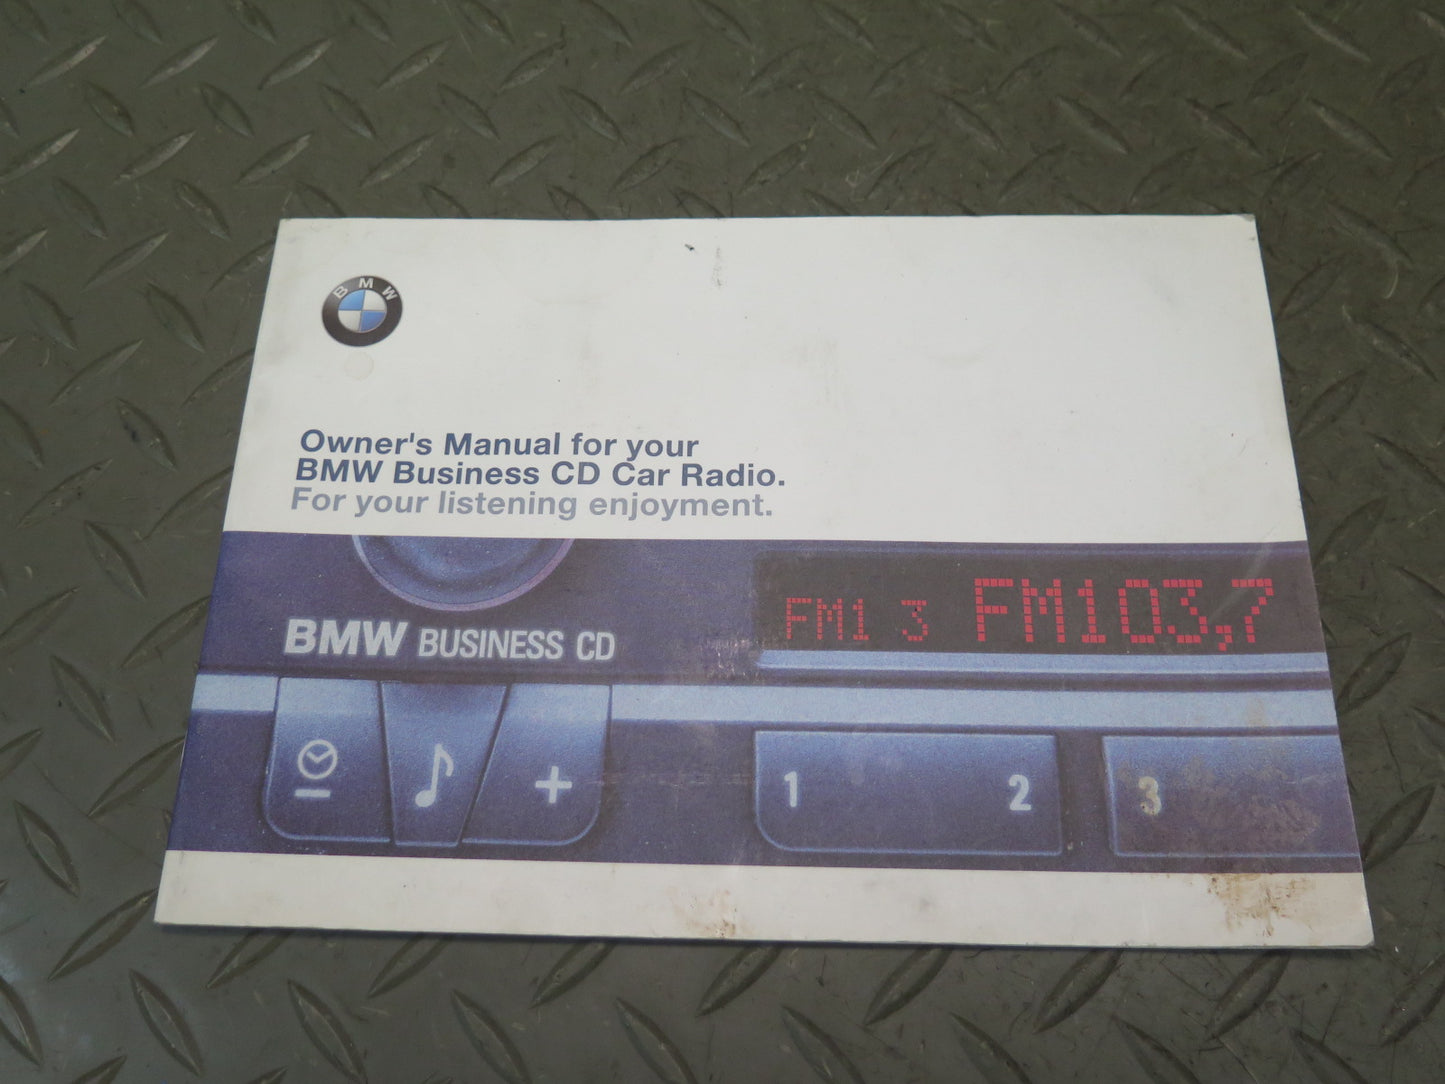 BMW
Owner's Manual for your
BMW Business CD Car Radio.
For your listening enjoyment.
FM1 3 FM103,7
BMW BUSINESS CD
1 2 3